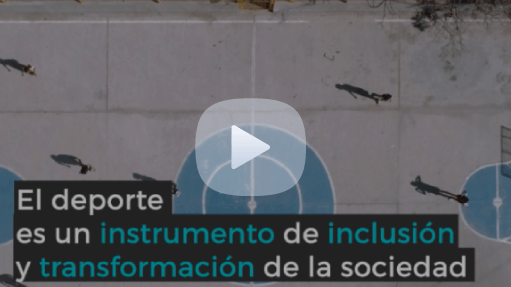 El deporte
es un instrumento de inclusión
y transformación de la sociedad